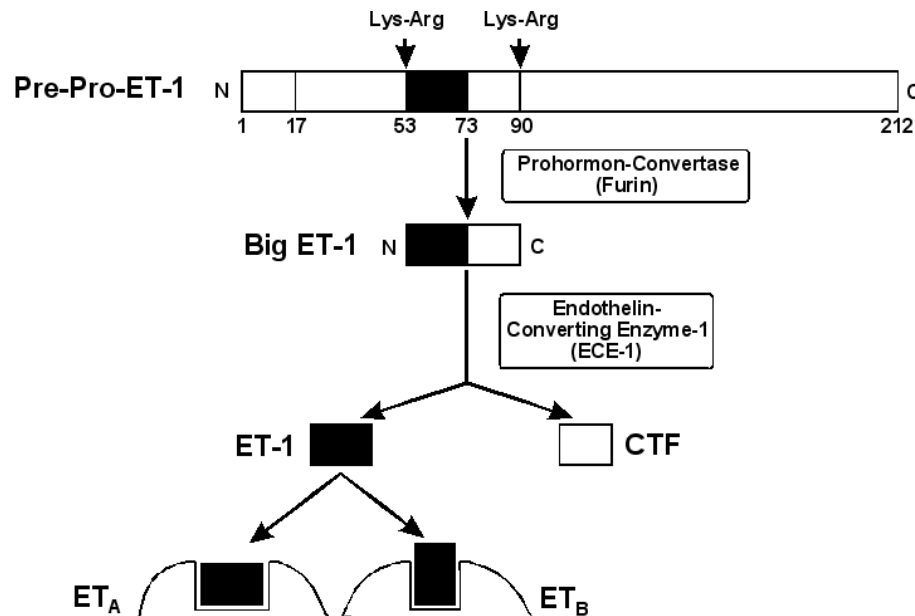 Lys-Arg Lys-Arg
Pre-Pro-ET-1 N C
1 17 53 73 90 212
Prohormon-Convertase
(Furin)
Big ET-1 N C
Endothelin-
Converting Enzyme-1
(ECE-1)
ET-1 CTF
ETA ETB